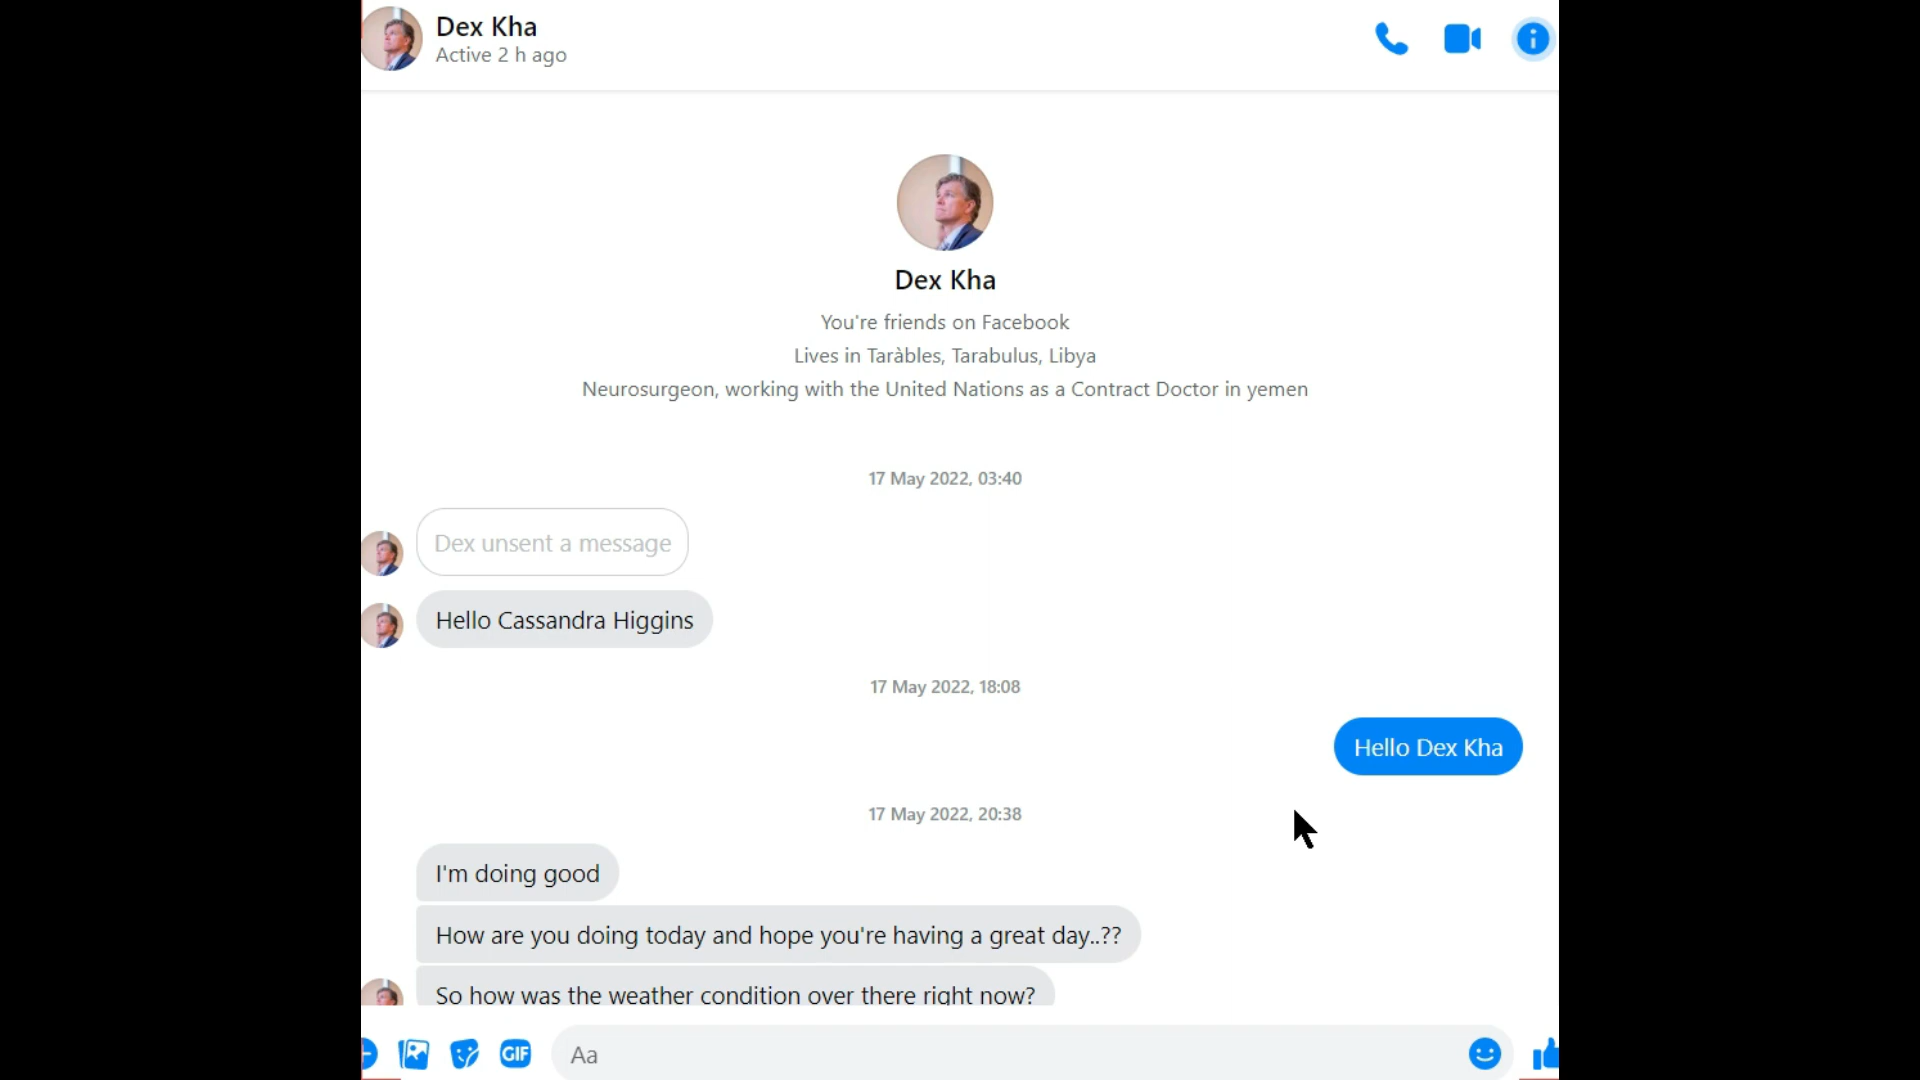 Dex Kha
Active 2 h ago
Dex Kha
You're friends on Facebook
Lives in Taràbles, Tarabulus, Libya
Neurosurgeon, working with the United Nations as a Contract Doctor in yemen
17 May 2022, 03:40
Dex unsent a message
Hello Cassandra Higgins
17 May 2022, 18:08
Hello Dex Kha
17 May 2022, 20:38
I'm doing good
How are you doing today and hope you're having a great day..??
So how was the weather condition over there right now?
GIF
Aa